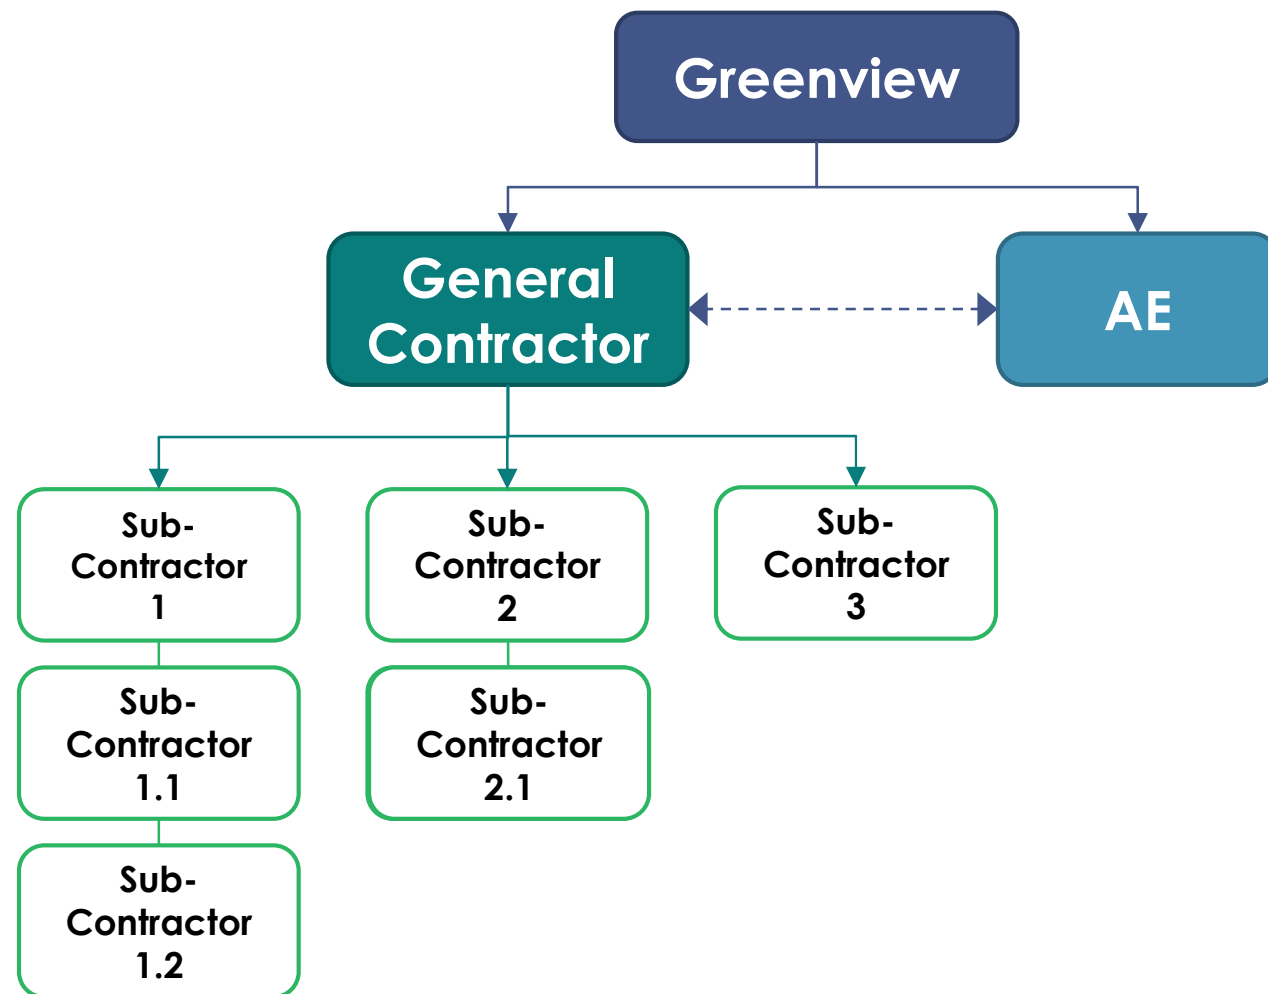 Greenview
General
Contractor
AE
Sub-
Contractor
1
Sub-
Contractor
2
Sub-
Contractor
3
Sub-
Contractor
1.1
Sub-
Contractor
2.1
Sub-
Contractor
1.2